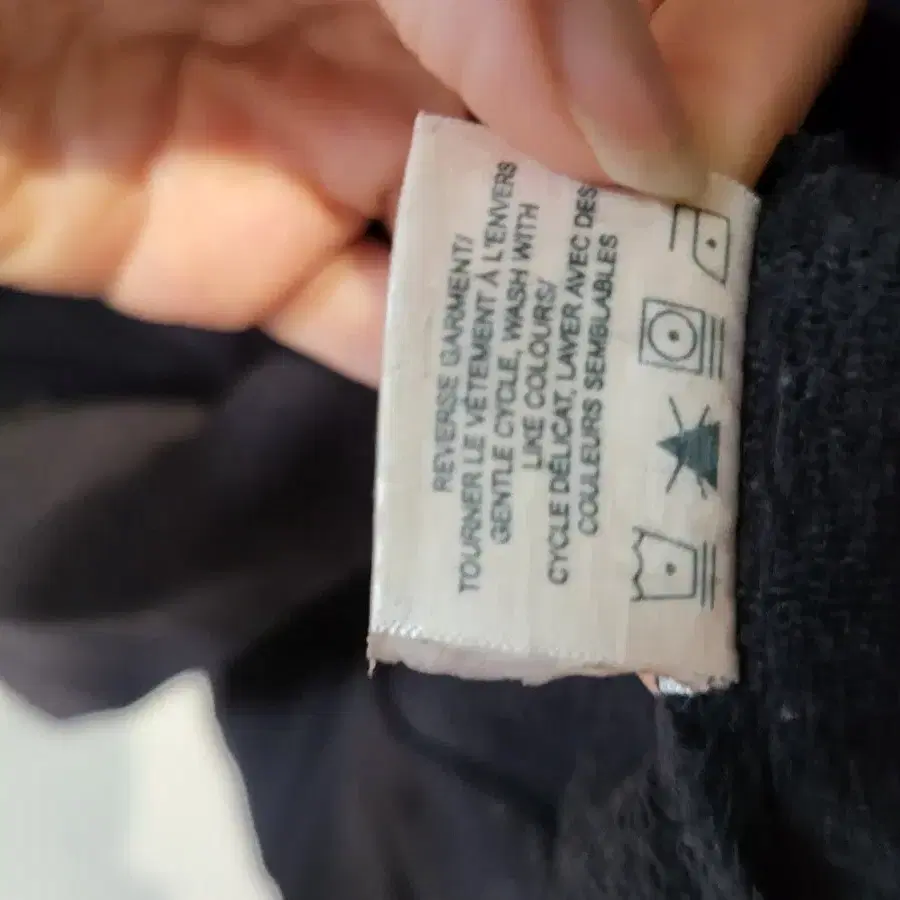 REVERSE GARMENT/
TOURNER LE VÊTEMENT À L'ENVERS
GENTLE CYCLE, WASH WITH
LIKE COLOURS/
CYCLE DÉLICAT, LAVER AVEC DES
COULEURS SEMBLABLES